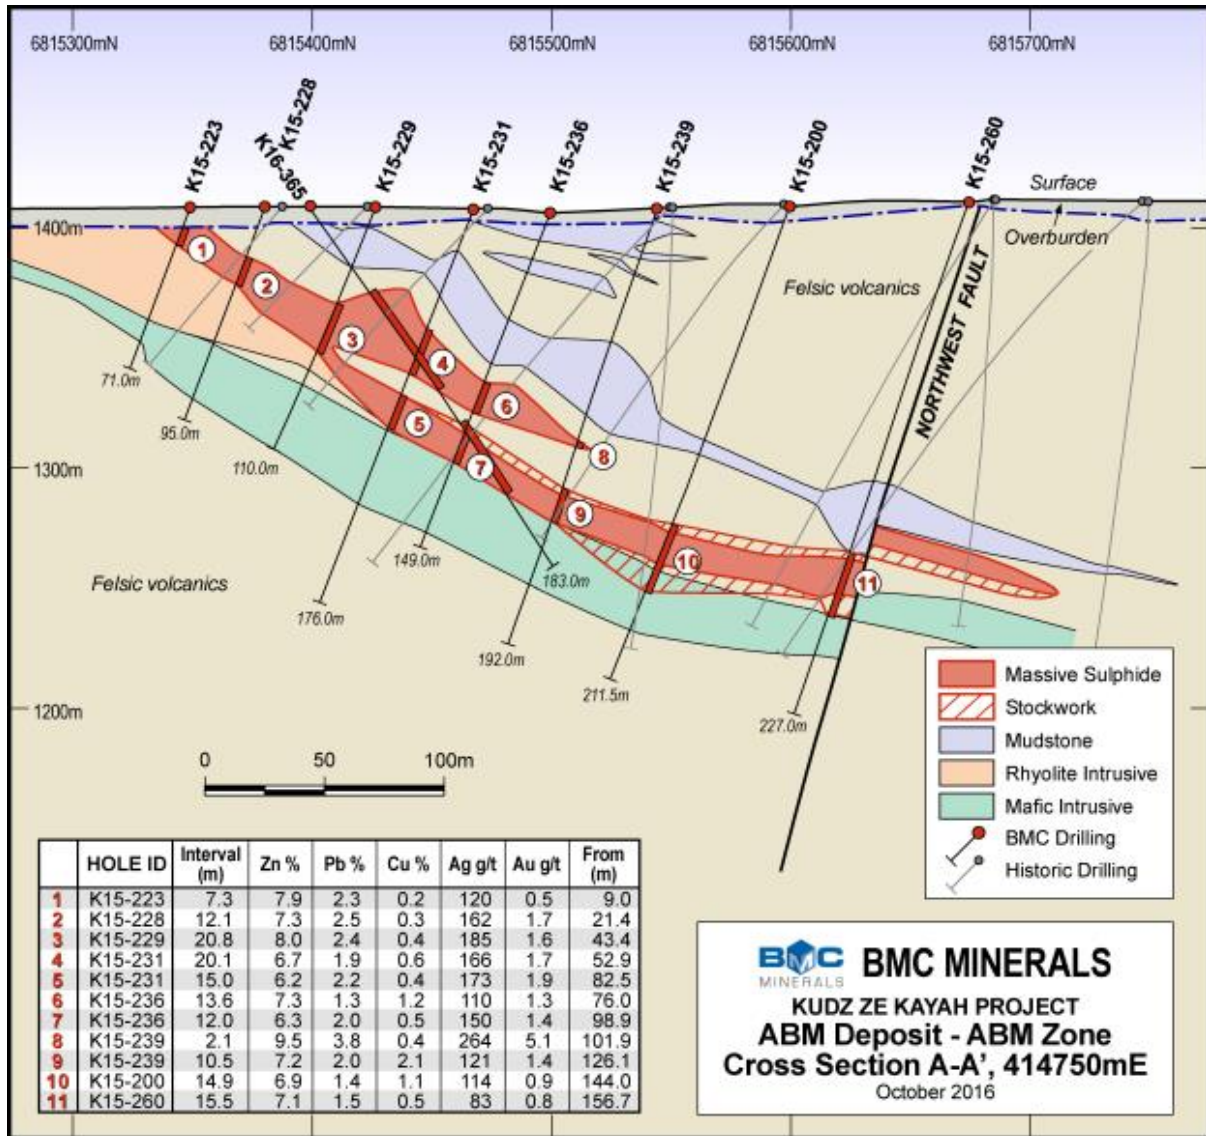 6815300mN 6815400mN 6815500mN 6815600mN 6815700mN
K15-223
K16-365
K15-228
K15-229
K15-231
K15-236
K15-239
K15-200
K15-260
Surface
Overburden
1400m
Felsic volcanics
NORTHWEST FAULT
1
2
3
4
5
6
7
8
9
10
11
71.0m
95.0m
110.0m
1300m
149.0m
183.0m
Felsic volcanics
176.0m
192.0m
211.5m
227.0m
1200m
0 50 100m
Massive Sulphide
Stockwork
Mudstone
Rhyolite Intrusive
Mafic Intrusive
BMC Drilling
Historic Drilling
HOLE ID Interval (m) Zn % Pb % Cu % Ag g/t Au g/t From (m)
1 K15-223 7.3 7.9 2.3 0.2 120 0.5 9.0
2 K15-228 12.1 7.3 2.5 0.3 162 1.7 21.4
3 K15-229 20.8 8.0 2.4 0.4 185 1.6 43.4
4 K15-231 20.1 6.7 1.9 0.6 166 1.7 52.9
5 K15-231 15.0 6.2 2.2 0.4 173 1.9 82.5
6 K15-236 13.6 7.3 1.3 1.2 110 1.3 76.0
7 K15-236 12.0 6.3 2.0 0.5 150 1.4 98.9
8 K15-239 2.1 9.5 3.8 0.4 264 5.1 101.9
9 K15-239 10.5 7.2 2.0 2.1 121 1.4 126.1
10 K15-200 14.9 6.9 1.4 1.1 114 0.9 144.0
11 K15-260 15.5 7.1 1.5 0.5 83 0.8 156.7
BMC
MINERALS
BMC MINERALS
KUDZ ZE KAYAH PROJECT
ABM Deposit - ABM Zone
Cross Section A-A', 414750mE
October 2016